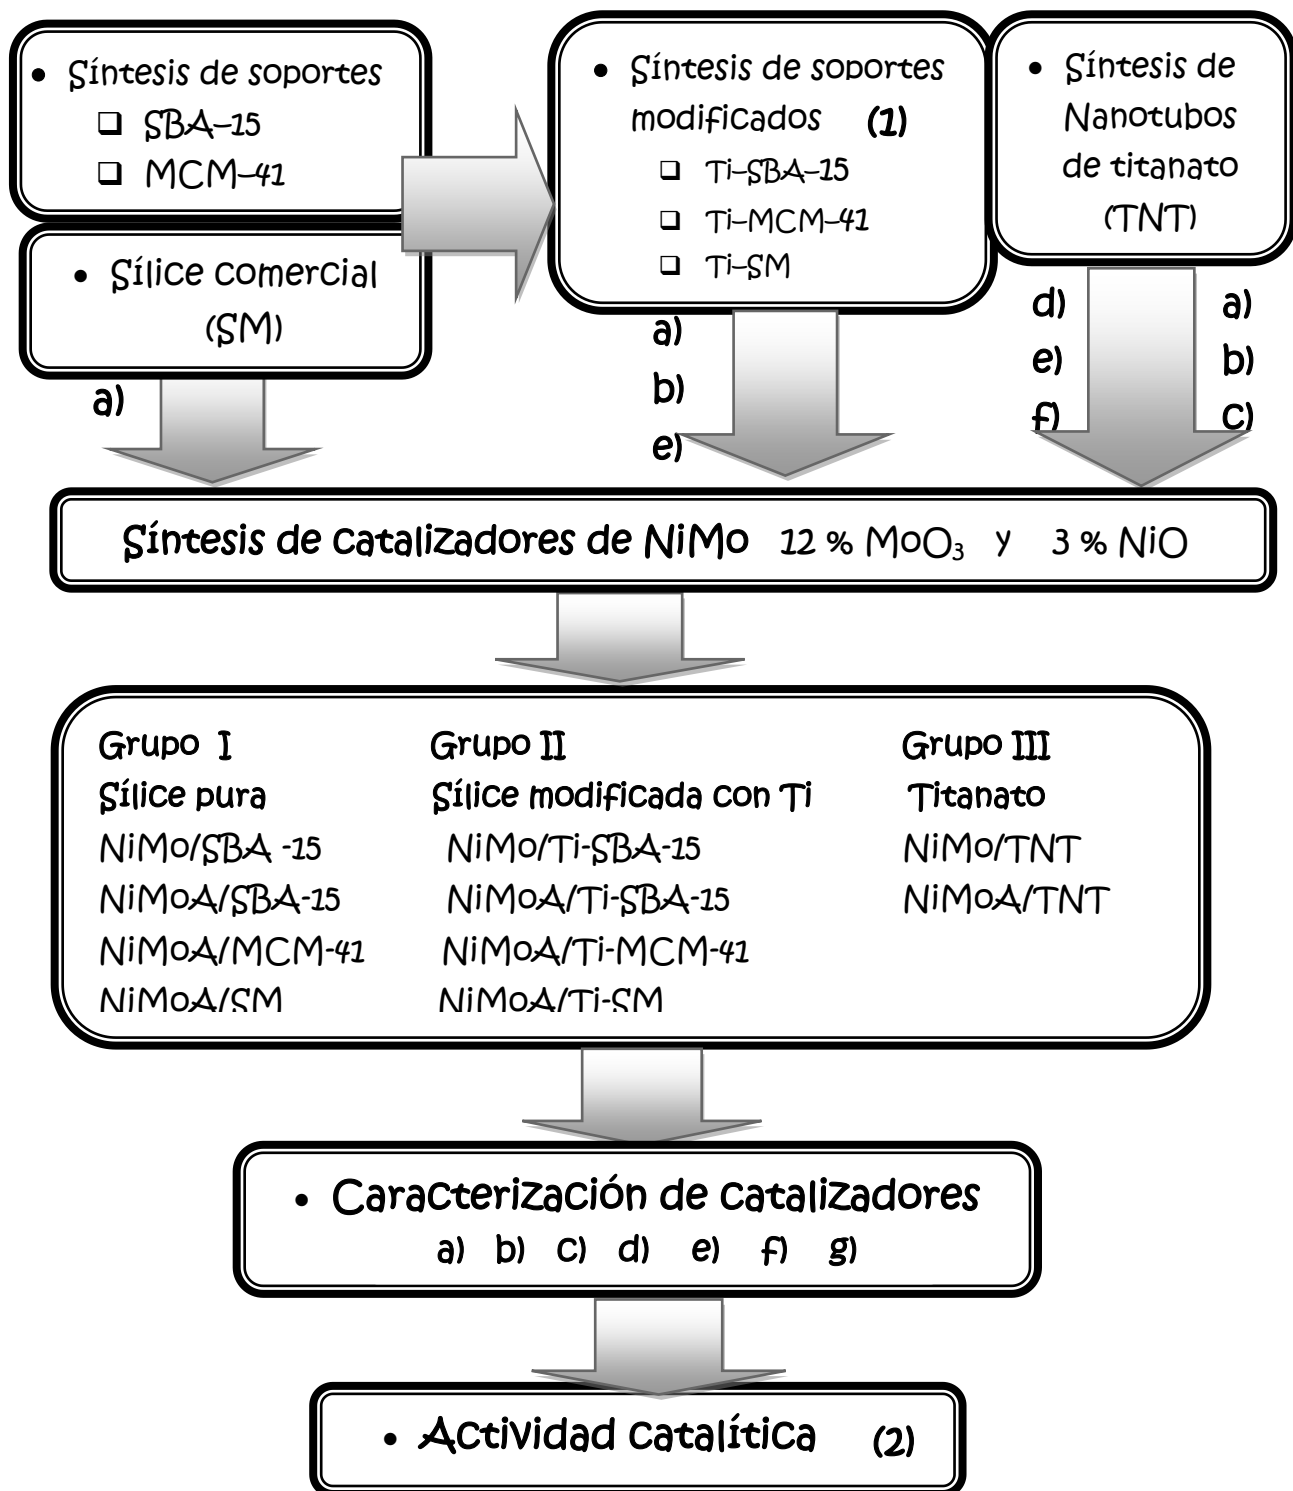 • Síntesis de soportes
❑ SBA–15
❑ MCM–41
• Sílice comercial
(SM)
a)
• Síntesis de soportes
modificados (1)
❑ Ti–SBA–15
❑ Ti–MCM–41
❑ Ti–SM
a)
b)
e)
• Síntesis de
Nanotubos
de titanato
(TNT)
d) a)
e) b)
f) c)
Síntesis de catalizadores de NiMo 12 % MoO₃ y 3 % NiO
Grupo I
Sílice pura
NiMo/SBA -15
NiMoA/SBA-15
NiMoA/MCM-41
NiMoA/SM
Grupo II
Sílice modificada con Ti
NiMo/Ti-SBA-15
NiMoA/Ti-SBA-15
NiMoA/Ti-MCM-41
NiMoA/Ti-SM
Grupo III
Titanato
NiMo/TNT
NiMoA/TNT
• Caracterización de catalizadores
a) b) c) d) e) f) g)
• Actividad catalítica (2)